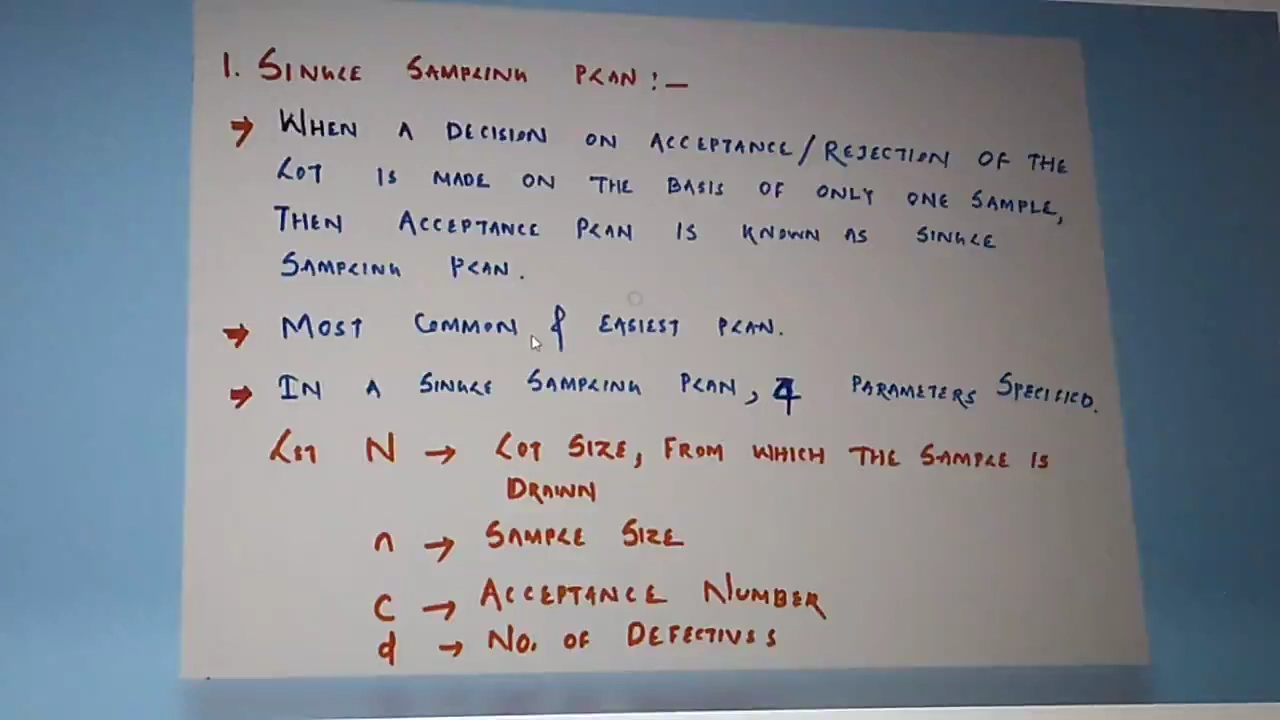 1. SINGLE SAMPLING PLAN :-
→ WHEN A DECISION ON ACCEPTANCE/REJECTION OF THE
LOT IS MADE ON THE BASIS OF ONLY ONE SAMPLE,
THEN ACCEPTANCE PLAN IS KNOWN AS SINGLE
SAMPLING PLAN.
→ MOST COMMON & EASIEST PLAN.
→ IN A SINGLE SAMPLING PLAN, 4 PARAMETERS SPECIFIED.
LET N → LOT SIZE, FROM WHICH THE SAMPLE IS
DRAWN
n → SAMPLE SIZE
C → ACCEPTANCE NUMBER
d → NO. OF DEFECTIVES